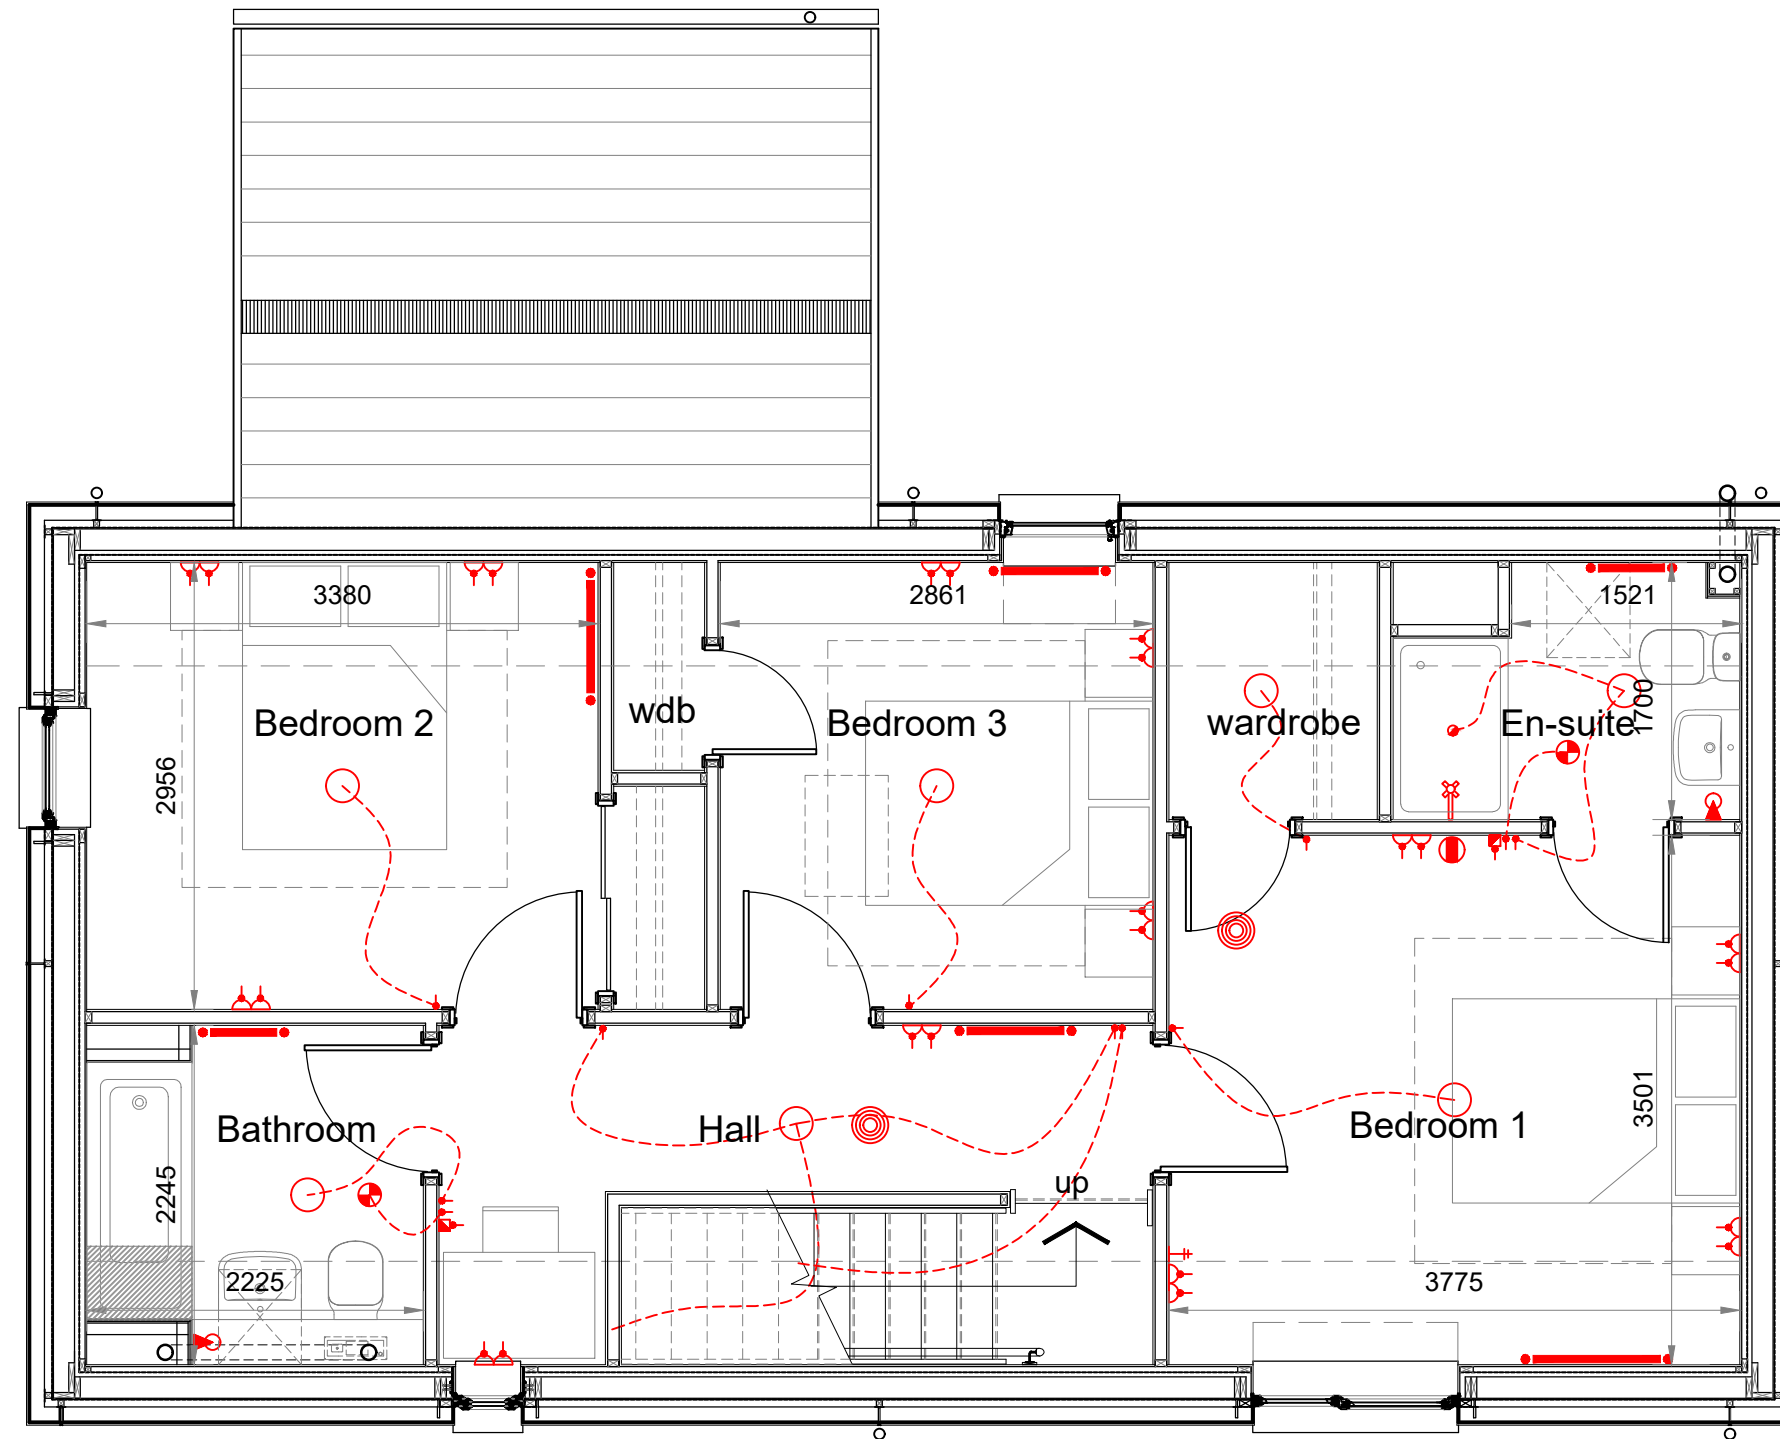 3380
2861
1521
Bedroom 2
wdb
Bedroom 3
wardrobe
En-suite
1700
2956
Bathroom
Hall
Bedroom 1
3501
up
2245
2225
3775